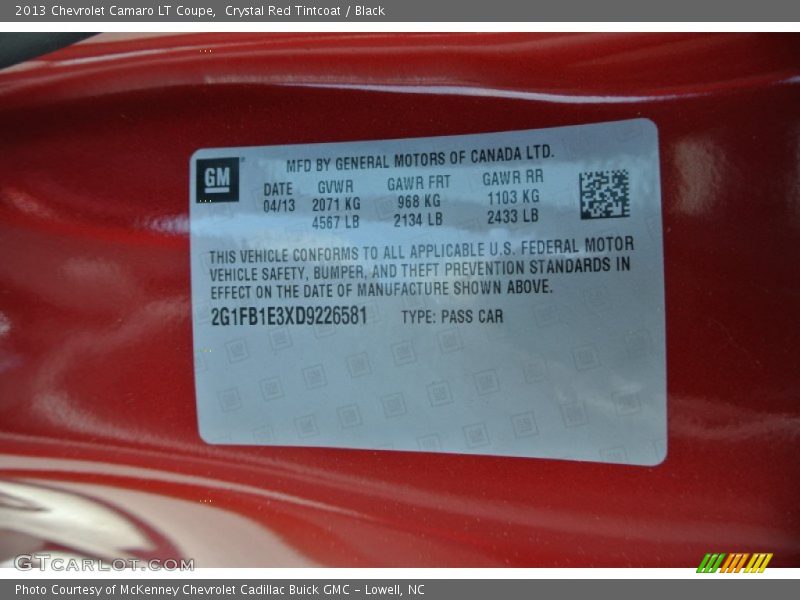 2013 Chevrolet Camaro LT Coupe, Crystal Red Tintcoat / Black
GM
MFD BY GENERAL MOTORS OF CANADA LTD.
DATE GVWR GAWR FRT GAWR RR
04/13 2071 KG 968 KG 1103 KG
4567 LB 2134 LB 2433 LB
THIS VEHICLE CONFORMS TO ALL APPLICABLE U.S. FEDERAL MOTOR
VEHICLE SAFETY, BUMPER, AND THEFT PREVENTION STANDARDS IN
EFFECT ON THE DATE OF MANUFACTURE SHOWN ABOVE.
2G1FB1E3XD9226581 TYPE: PASS CAR
GTCarLot.com
Photo Courtesy of McKenney Chevrolet Cadillac Buick GMC – Lowell, NC